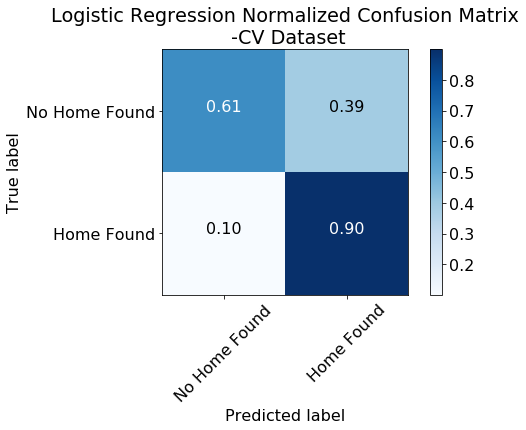 Logistic Regression Normalized Confusion Matrix
-CV Dataset
True label
No Home Found
0.61
0.39
Home Found
0.10
0.90
No Home Found
Home Found
Predicted label
0.8
0.7
0.6
0.5
0.4
0.3
0.2